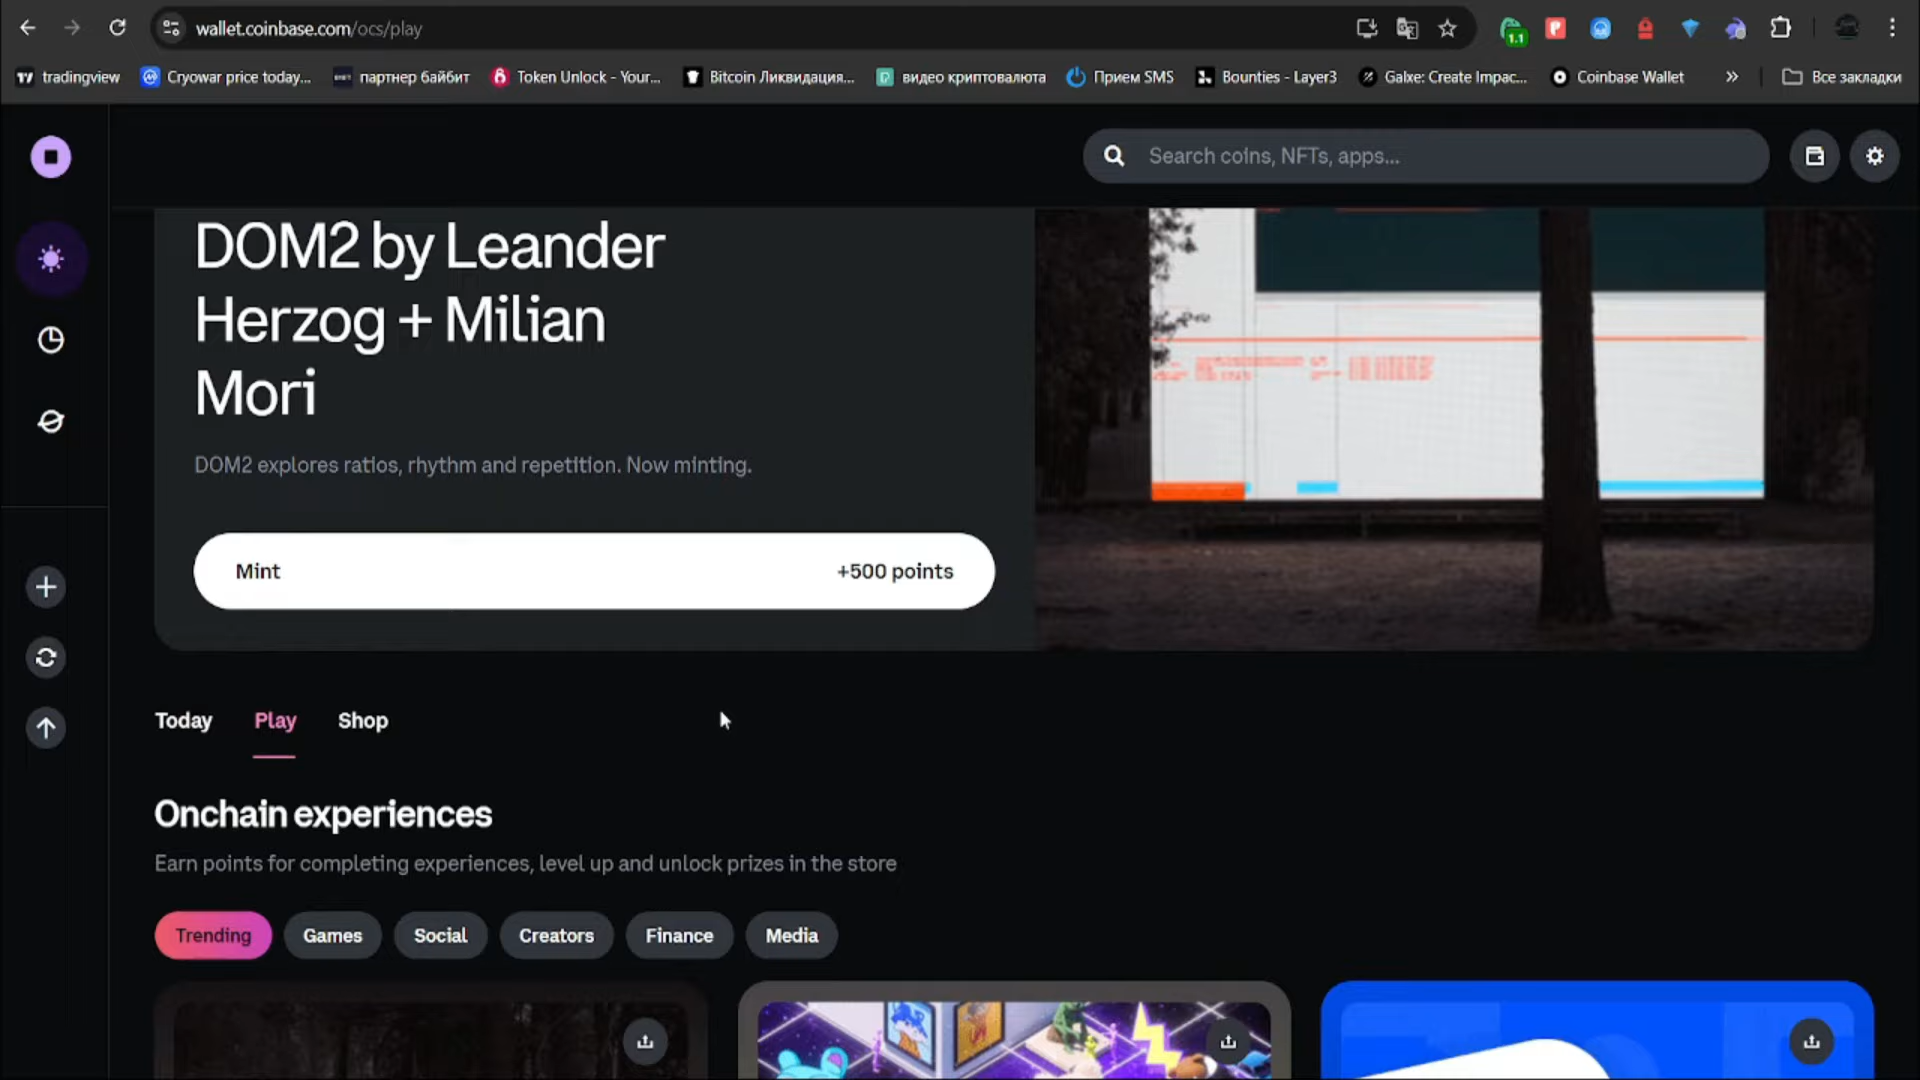 wallet.coinbase.com/ocs/play
1.1
tradingview
Cryowar price today...
партнер байбит
Token Unlock - Your...
Bitcoin Ликвидация...
видео криптовалюта
Прием SMS
Bounties - Layer3
Galxe: Create Impac...
Coinbase Wallet
Все закладки
Search coins, NFTs, apps...
DOM2 by Leander
Herzog + Milian
Mori
DOM2 explores ratios, rhythm and repetition. Now minting.
Mint +500 points
Today Play Shop
Onchain experiences
Earn points for completing experiences, level up and unlock prizes in the store
Trending Games Social Creators Finance Media